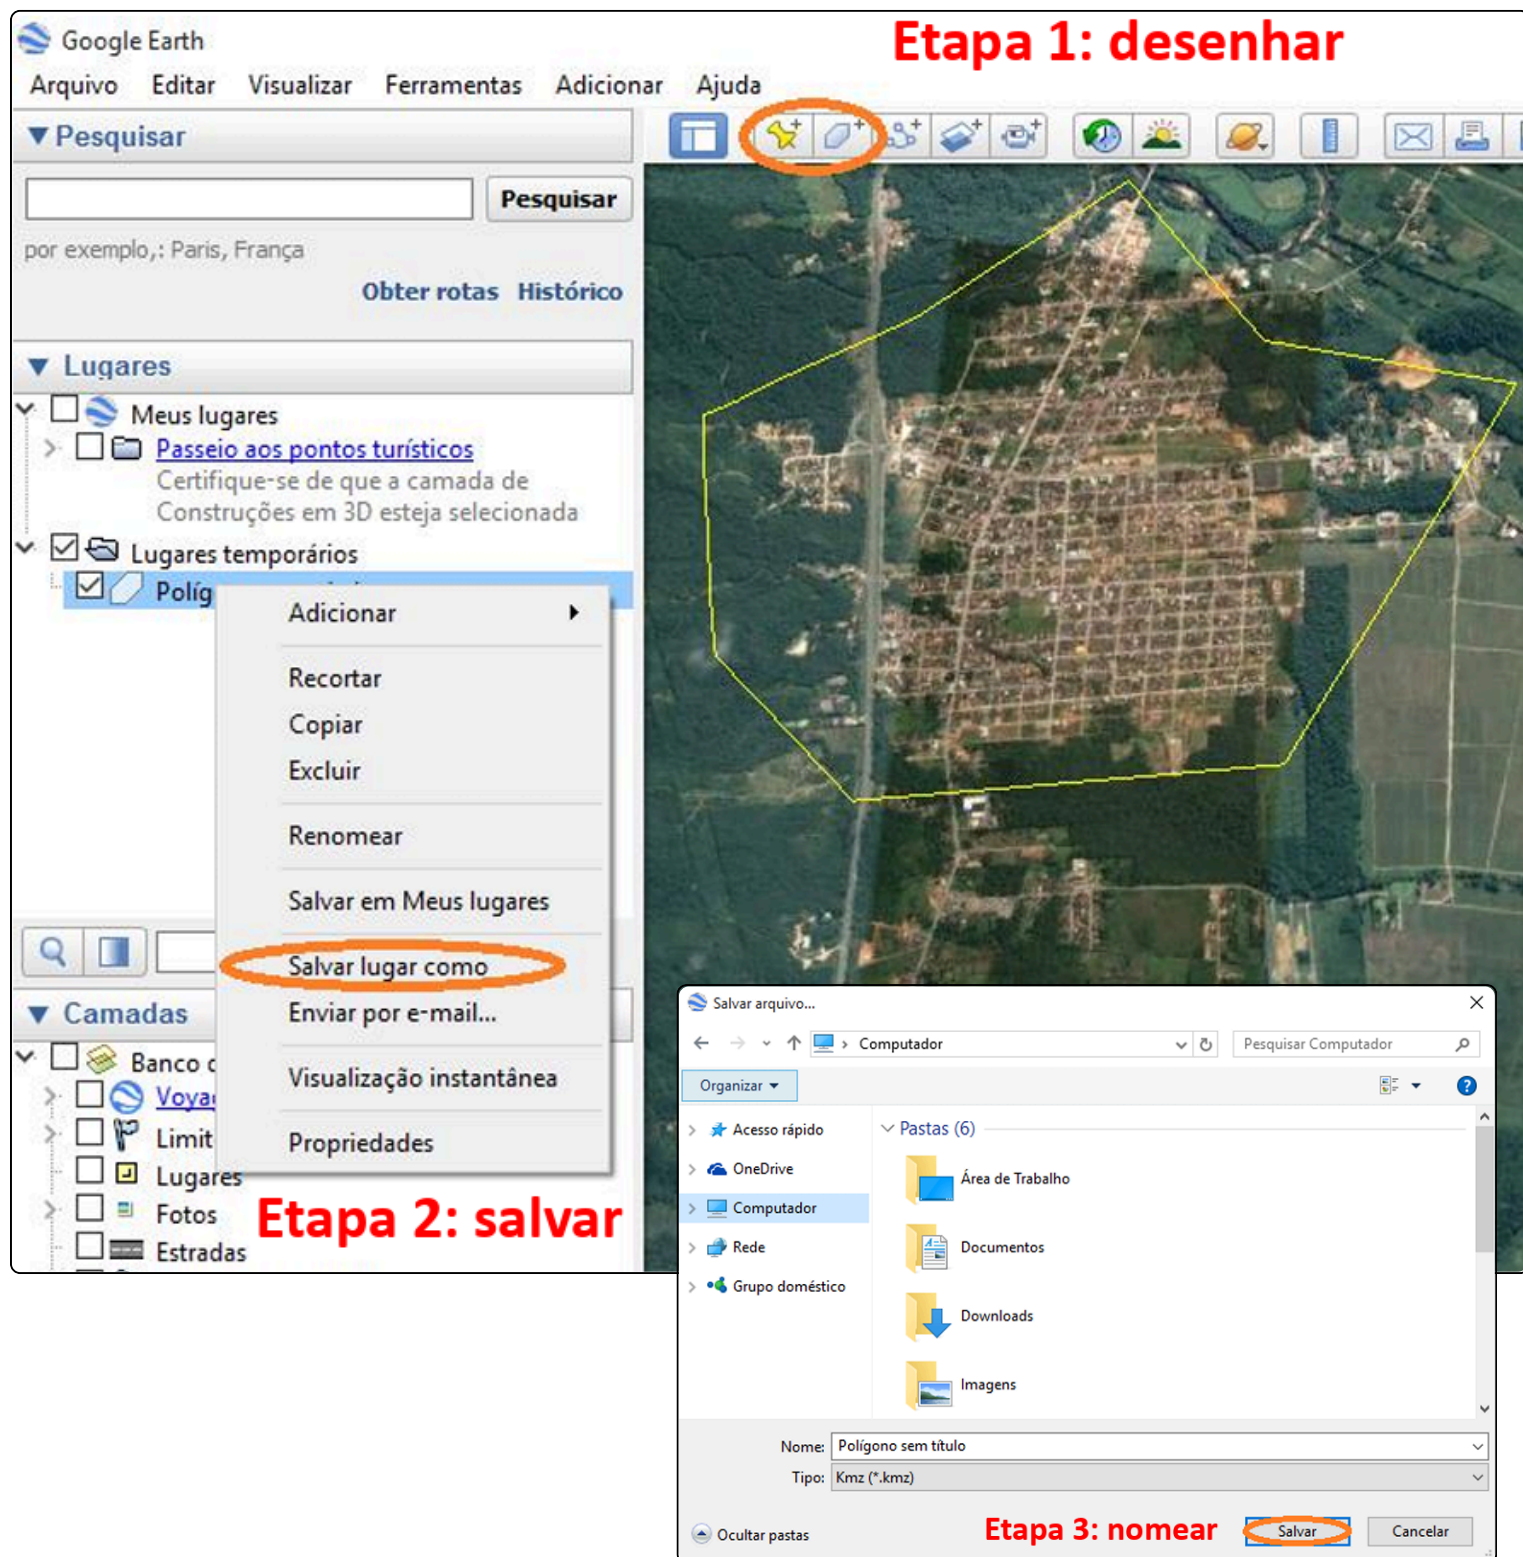 Google Earth
Etapa 1: desenhar
Arquivo Editar Visualizar Ferramentas Adicionar Ajuda
Pesquisar
Pesquisar
por exemplo,: Paris, França
Obter rotas Histórico
Lugares
Meus lugares
Passeio aos pontos turísticos
Certifique-se de que a camada de
Construções em 3D esteja selecionada
Lugares temporários
Políg
Adicionar
Recortar
Copiar
Excluir
Renomear
Salvar em Meus lugares
Salvar lugar como
Enviar por e-mail...
Visualização instantânea
Propriedades
Camadas
Banco
Voya
Limit
Lugares
Fotos
Estradas
Etapa 2: salvar
Salvar arquivo...
Computador
Pesquisar Computador
Organizar
Acesso rápido
OneDrive
Computador
Rede
Grupo doméstico
Pastas (6)
Área de Trabalho
Documentos
Downloads
Imagens
Nome: Polígono sem título
Tipo: Kmz (*.kmz)
Ocultar pastas
Etapa 3: nomear
Salvar
Cancelar